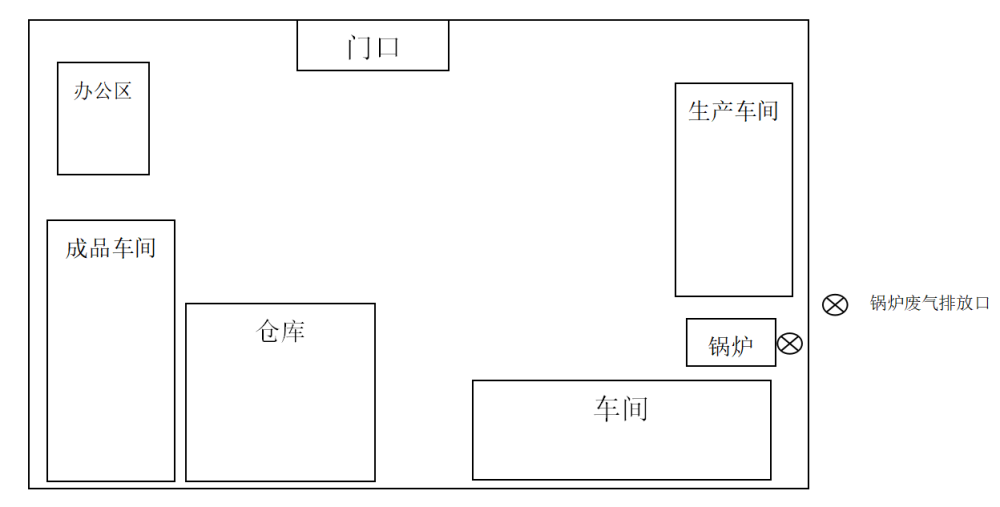 门口
办公区
生产车间
成品车间
锅炉废气排放口
仓库
锅炉
车间